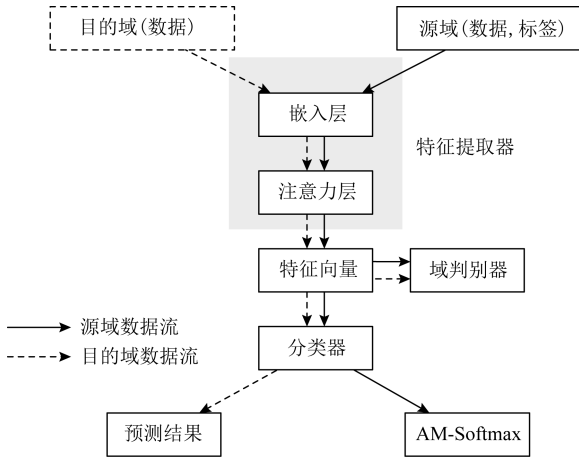 目的域(数据)
源域(数据,标签)
嵌入层
特征提取器
注意力层
特征向量
域判别器
源域数据流
目的域数据流
分类器
预测结果
AM-Softmax